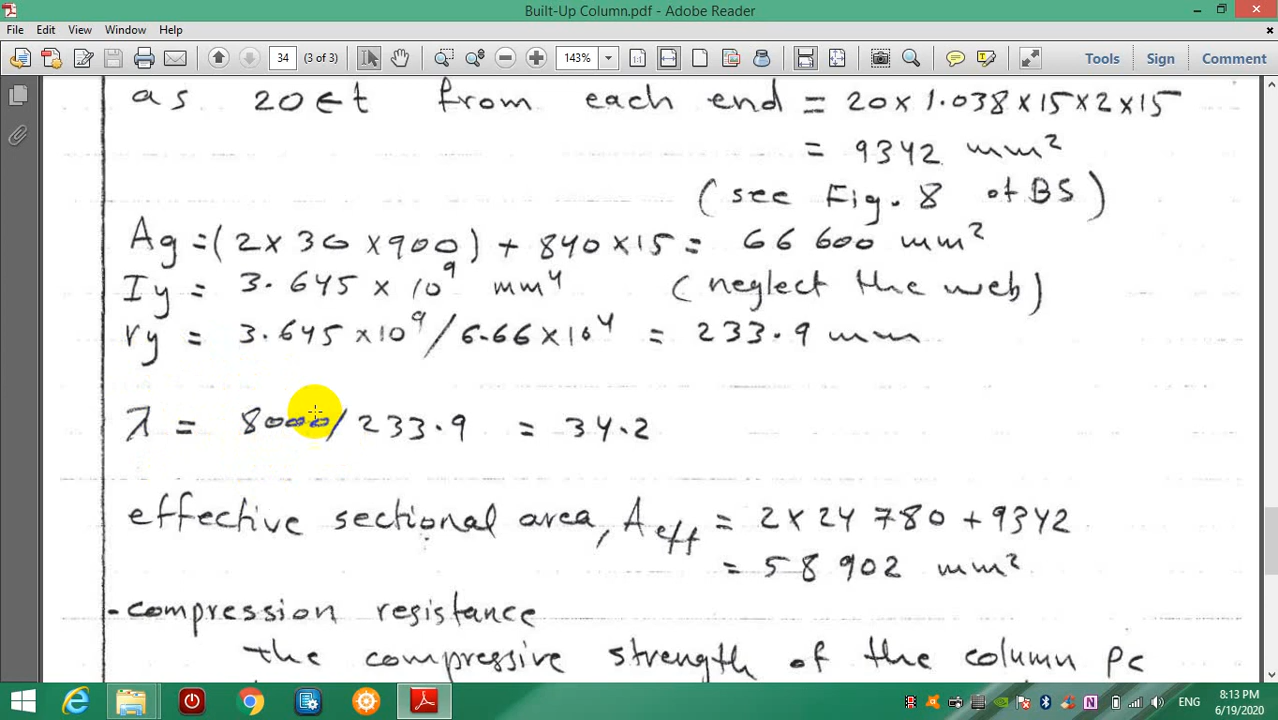 Built-Up Column.pdf - Adobe Reader
File Edit View Window Help
34 (3 of 3) 143% Tools Sign Comment
as 20 ∈ t from each end = 20 x 1.038 x 15 x 2 x 15
= 9342 mm²
(see Fig. 8 of BS)
Ag = (2 x 30 x 900) + 840 x 15 = 66 600 mm²
Iy = 3.645 x 10⁹ mm⁴ (neglect the web)
ry = 3.645 x 10⁹ / 6.66 x 10⁴ = 233.9 mm
λ = 8000 / 233.9 = 34.2
effective sectional area, Aeff = 2 x 24 780 + 9342
= 58 902 mm²
- compression resistance
the compressive strength of the column Pc
ENG 8:13 PM
6/19/2020